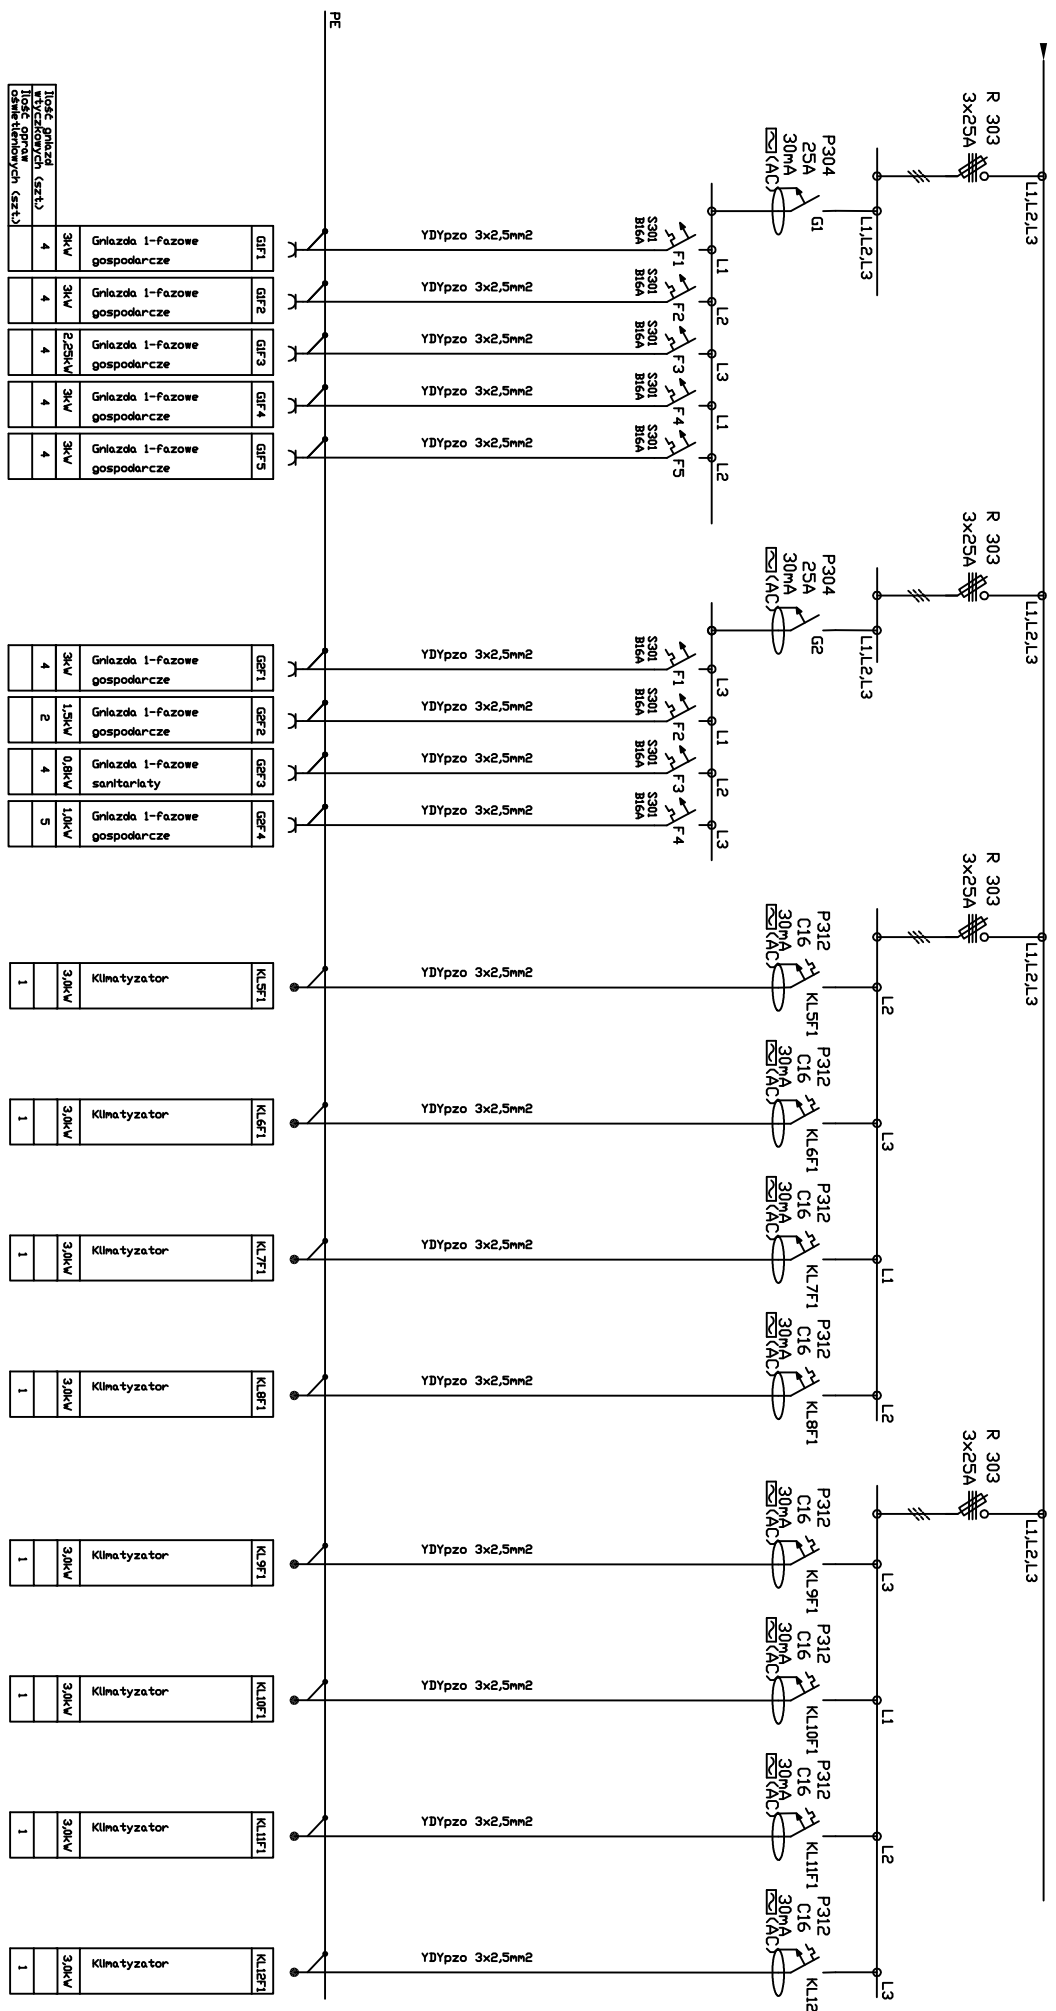 PE
L1,L2,L3
R 303
3x25A
L1,L2,L3
P304
25A
30mA
(AC)
G1
L1
S301
B16A
F1
YDYpzo 3x2,5mm2
L2
S301
B16A
F2
YDYpzo 3x2,5mm2
L3
S301
B16A
F3
YDYpzo 3x2,5mm2
L1
S301
B16A
F4
YDYpzo 3x2,5mm2
L2
S301
B16A
F5
YDYpzo 3x2,5mm2
Ilość gniazd
wtyczkowych (szt.)
Ilość opraw
oświetleniowych (szt.)
G1F1
Gniazda 1-fazowe
gospodarcze
3kW
4
G1F2
Gniazda 1-fazowe
gospodarcze
3kW
4
G1F3
Gniazda 1-fazowe
gospodarcze
2,25kW
4
G1F4
Gniazda 1-fazowe
gospodarcze
3kW
4
G1F5
Gniazda 1-fazowe
gospodarcze
3kW
4
L1,L2,L3
R 303
3x25A
L1,L2,L3
P304
25A
30mA
(AC)
G2
L3
S301
B16A
F1
YDYpzo 3x2,5mm2
L1
S301
B16A
F2
YDYpzo 3x2,5mm2
L2
S301
B16A
F3
YDYpzo 3x2,5mm2
L3
S301
B16A
F4
YDYpzo 3x2,5mm2
G2F1
Gniazda 1-fazowe
gospodarcze
3kW
4
G2F2
Gniazda 1-fazowe
gospodarcze
1,5kW
2
G2F3
Gniazda 1-fazowe
sanitariaty
0,8kW
4
G2F4
Gniazda 1-fazowe
gospodarcze
1,0kW
5
L1,L2,L3
R 303
3x25A
L2
P312
C16
30mA
(AC)
KL5F1
YDYpzo 3x2,5mm2
KL5F1
Klimatyzator
3,0kW
1
L3
P312
C16
30mA
(AC)
KL6F1
YDYpzo 3x2,5mm2
KL6F1
Klimatyzator
3,0kW
1
L1
P312
C16
30mA
(AC)
KL7F1
YDYpzo 3x2,5mm2
KL7F1
Klimatyzator
3,0kW
1
L2
P312
C16
30mA
(AC)
KL8F1
YDYpzo 3x2,5mm2
KL8F1
Klimatyzator
3,0kW
1
L1,L2,L3
R 303
3x25A
L3
P312
C16
30mA
(AC)
KL9F1
YDYpzo 3x2,5mm2
KL9F1
Klimatyzator
3,0kW
1
L1
P312
C16
30mA
(AC)
KL10F1
YDYpzo 3x2,5mm2
KL10F1
Klimatyzator
3,0kW
1
L2
P312
C16
30mA
(AC)
KL11F1
YDYpzo 3x2,5mm2
KL11F1
Klimatyzator
3,0kW
1
L3
P312
C16
30mA
(AC)
KL12
YDYpzo 3x2,5mm2
KL12F1
Klimatyzator
3,0kW
1